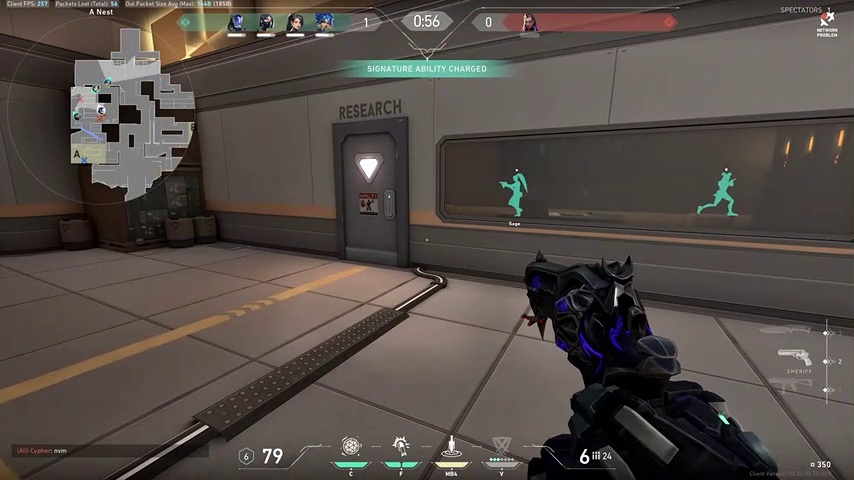 Client FPS: 257 Packets Lost (Total): 56 Out Packet Size Avg (Max): 144B (185B)
A Nest
1
0:56
0
SPECTATORS 1
NETWORK
PROBLEM
SIGNATURE ABILITY CHARGED
RESEARCH
A
Sage
2
SHERIFF
(All) Cypher: nvm
6
79
C
F
MB4
V
6
24
350